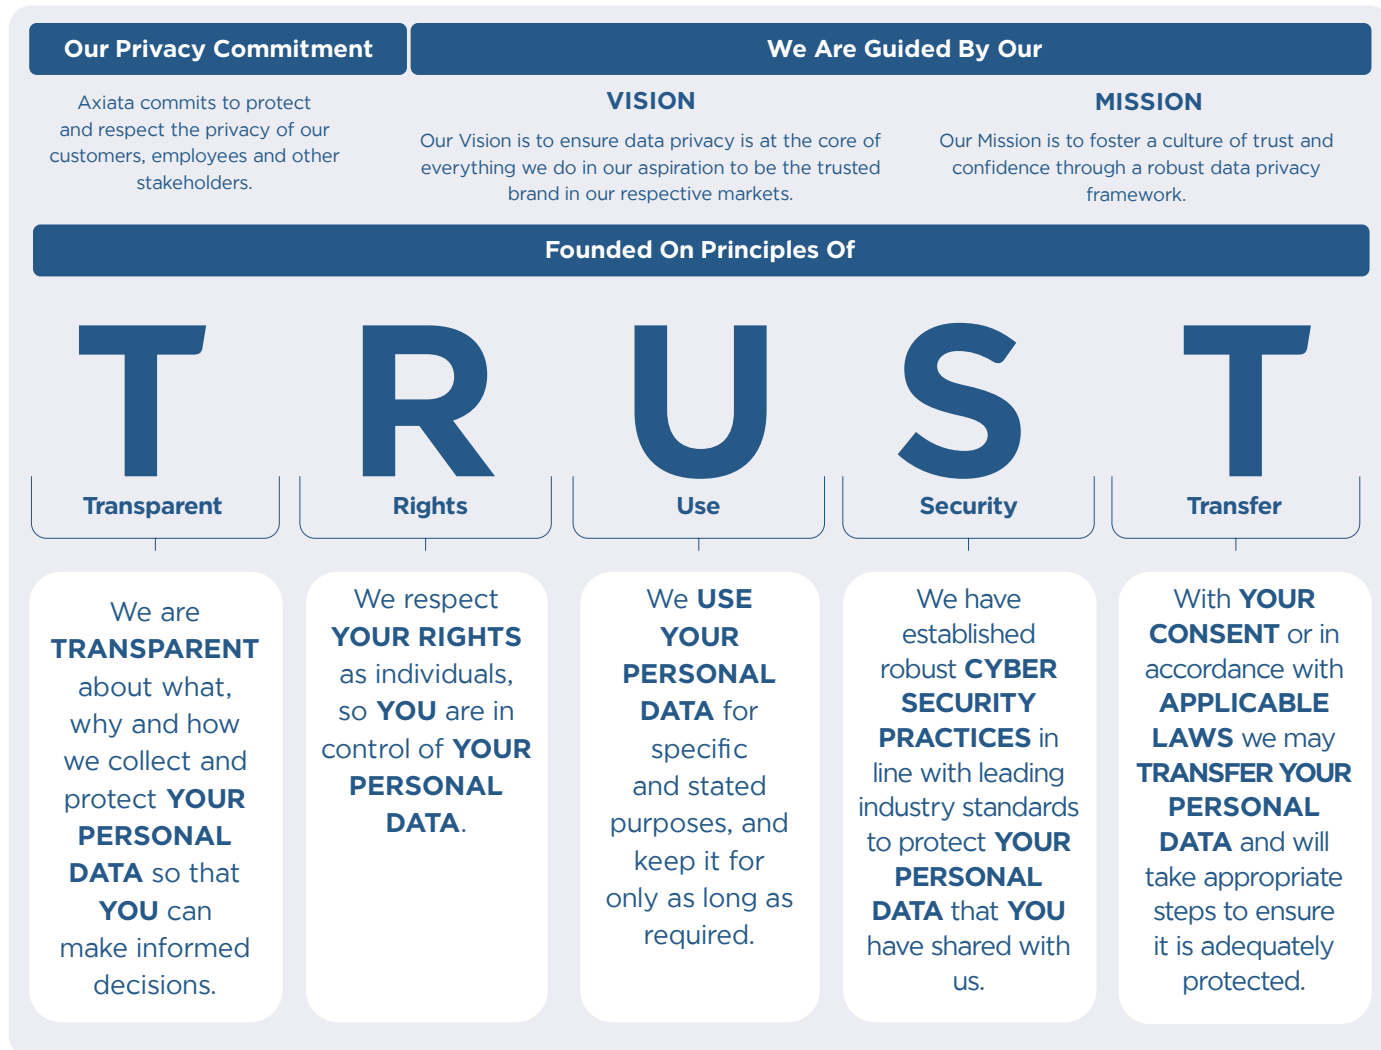 Our Privacy Commitment
We Are Guided By Our
Axiata commits to protect
and respect the privacy of our
customers, employees and other
stakeholders.
VISION
Our Vision is to ensure data privacy is at the core of
everything we do in our aspiration to be the trusted
brand in our respective markets.
MISSION
Our Mission is to foster a culture of trust and
confidence through a robust data privacy
framework.
Founded On Principles Of
T R U S T
Transparent
We are
TRANSPARENT
about what,
why and how
we collect and
protect YOUR
PERSONAL
DATA so that
YOU can
make informed
decisions.
Rights
We respect
YOUR RIGHTS
as individuals,
so YOU are in
control of YOUR
PERSONAL
DATA.
Use
We USE
YOUR
PERSONAL
DATA for
specific
and stated
purposes, and
keep it for
only as long as
required.
Security
We have
established
robust CYBER
SECURITY
PRACTICES in
line with leading
industry standards
to protect YOUR
PERSONAL
DATA that YOU
have shared with
us.
Transfer
With YOUR
CONSENT or in
accordance with
APPLICABLE
LAWS we may
TRANSFER YOUR
PERSONAL
DATA and will
take appropriate
steps to ensure
it is adequately
protected.